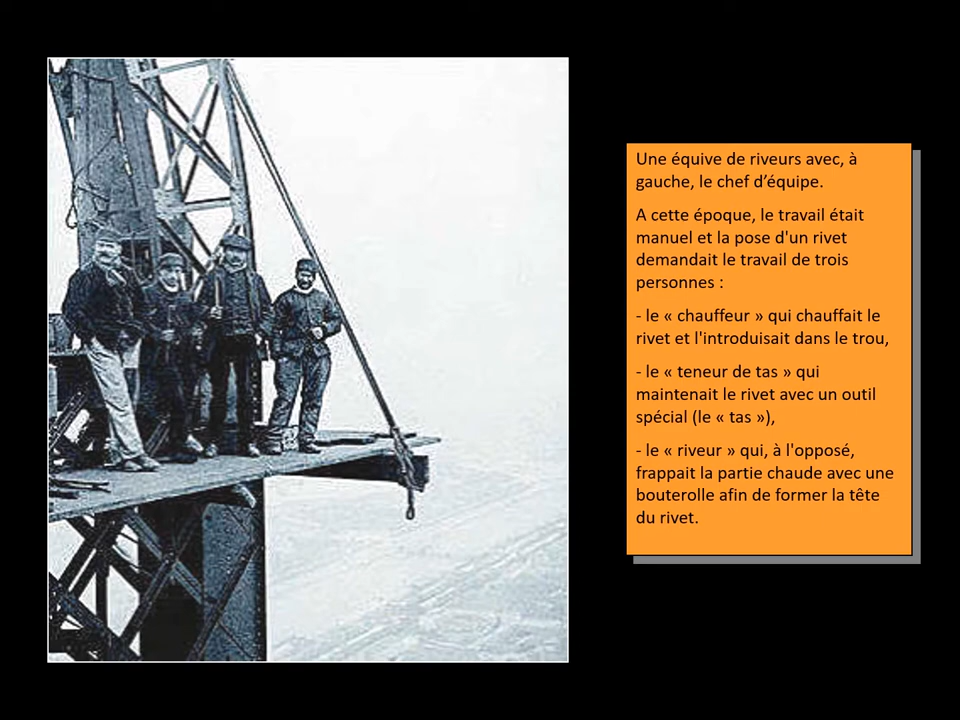 Une équive de riveurs avec, à
gauche, le chef d’équipe.
A cette époque, le travail était
manuel et la pose d'un rivet
demandait le travail de trois
personnes :
- le « chauffeur » qui chauffait le
rivet et l'introduisait dans le trou,
- le « teneur de tas » qui
maintenait le rivet avec un outil
spécial (le « tas »),
- le « riveur » qui, à l'opposé,
frappait la partie chaude avec une
bouterolle afin de former la tête
du rivet.